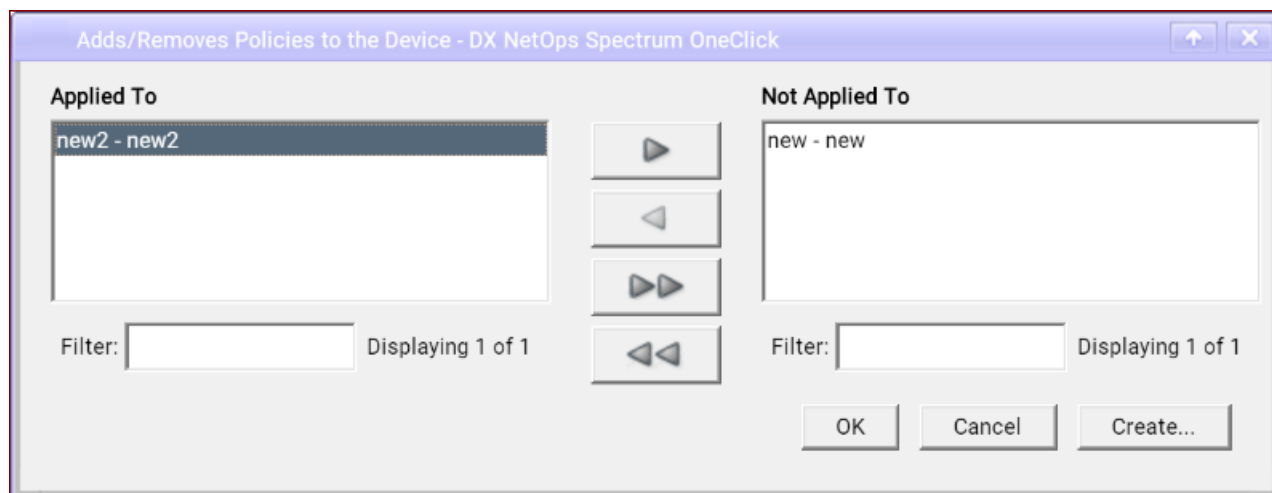 Adds/Removes Policies to the Device - DX NetOps Spectrum OneClick
Applied To
new2 - new2
Filter:
Displaying 1 of 1
Not Applied To
new - new
Filter:
Displaying 1 of 1
OK
Cancel
Create...